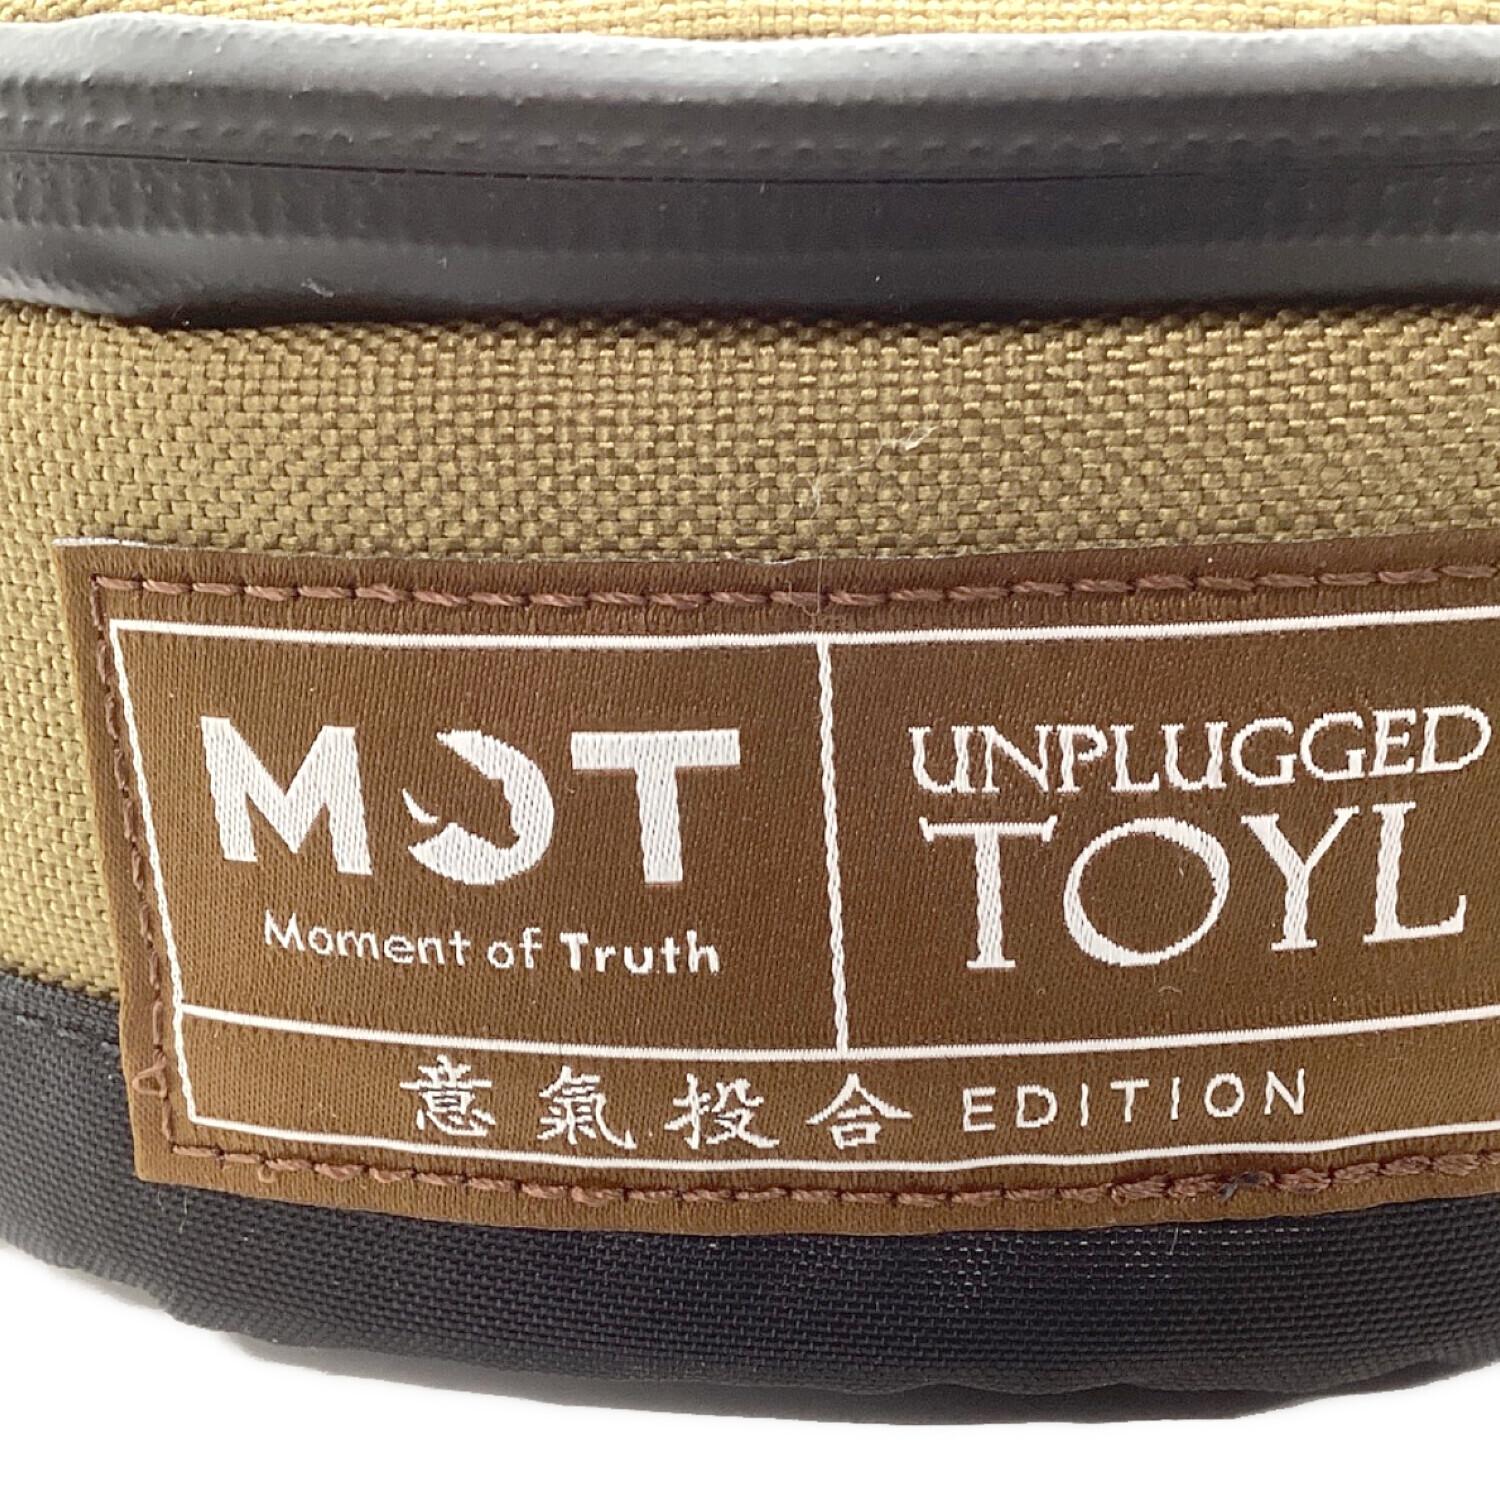 MOT
Moment of Truth
UNPLUGGED
TOYL
意氣投合 EDITION